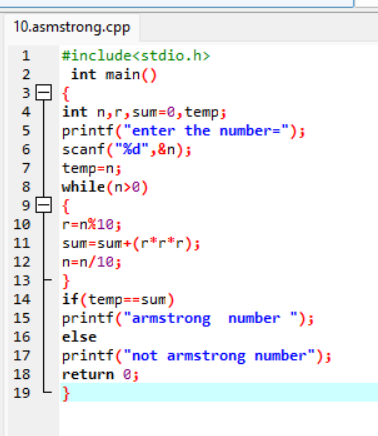 10.asmstrong.cpp
1 #include<stdio.h>
2 int main()
3 {
4 int n,r,sum=0,temp;
5 printf("enter the number=");
6 scanf("%d",&n);
7 temp=n;
8 while(n>0)
9 {
10 r=n%10;
11 sum=sum+(r*r*r);
12 n=n/10;
13 }
14 if(temp==sum)
15 printf("armstrong  number ");
16 else
17 printf("not armstrong number");
18 return 0;
19 }